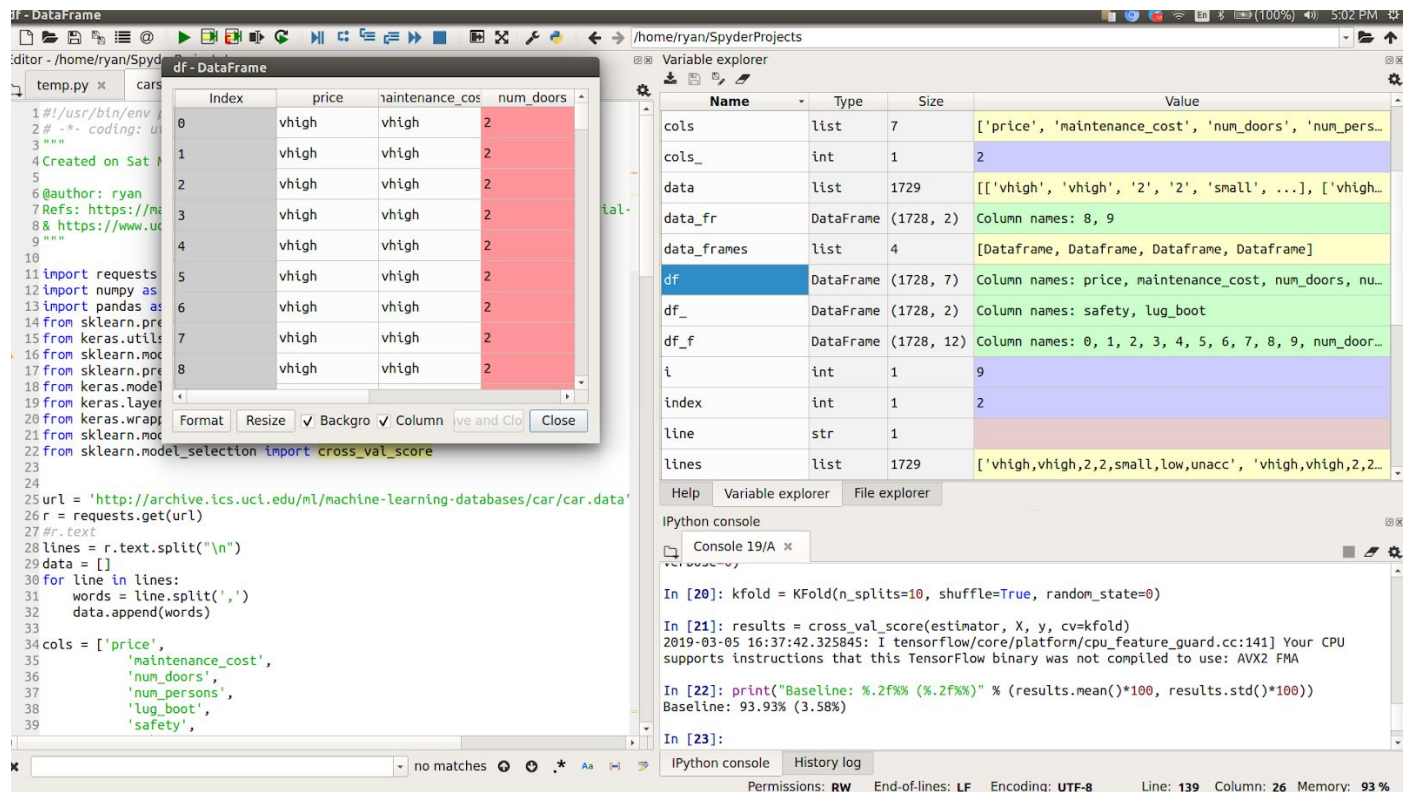 df - DataFrame
En (100%) 5:02 PM
/home/ryan/SpyderProjects
Editor - /home/ryan/Spyd
temp.py cars
1 #!/usr/bin/env p
2 # -*- coding: ut
3 """
4 Created on Sat M
5
6 @author: ryan
7 Refs: https://ma ial-
8 & https://www.uc
9 """
10
11 import requests
12 import numpy as
13 import pandas as
14 from sklearn.pre
15 from keras.utils
16 from sklearn.mod
17 from sklearn.pre
18 from keras.model
19 from keras.layer
20 from keras.wrapp
21 from sklearn.mod
22 from sklearn.model_selection import cross_val_score
23
24
25 url = 'http://archive.ics.uci.edu/ml/machine-learning-databases/car/car.data'
26 r = requests.get(url)
27 #r.text
28 lines = r.text.split("\n")
29 data = []
30 for line in lines:
31 words = line.split(',')
32 data.append(words)
33
34 cols = ['price',
35 'maintenance_cost',
36 'num_doors',
37 'num_persons',
38 'lug_boot',
39 'safety',
no matches .* Aa
df - DataFrame
Index price naintenance_cos num_doors
0 vhigh vhigh 2
1 vhigh vhigh 2
2 vhigh vhigh 2
3 vhigh vhigh 2
4 vhigh vhigh 2
5 vhigh vhigh 2
6 vhigh vhigh 2
7 vhigh vhigh 2
8 vhigh vhigh 2
Format Resize Backgro Column ve and Clo Close
Variable explorer
Name Type Size Value
cols list 7 ['price', 'maintenance_cost', 'num_doors', 'num_pers…
cols_ int 1 2
data list 1729 [['vhigh', 'vhigh', '2', '2', 'small', ...], ['vhigh…
data_fr DataFrame (1728, 2) Column names: 8, 9
data_frames list 4 [Dataframe, Dataframe, Dataframe, Dataframe]
df DataFrame (1728, 7) Column names: price, maintenance_cost, num_doors, nu…
df_ DataFrame (1728, 2) Column names: safety, lug_boot
df_f DataFrame (1728, 12) Column names: 0, 1, 2, 3, 4, 5, 6, 7, 8, 9, num_door…
i int 1 9
index int 1 2
line str 1
lines list 1729 ['vhigh,vhigh,2,2,small,low,unacc', 'vhigh,vhigh,2,2…
Help Variable explorer File explorer
IPython console
Console 19/A
verbose=0)
In [20]: kfold = KFold(n_splits=10, shuffle=True, random_state=0)
In [21]: results = cross_val_score(estimator, X, y, cv=kfold)
2019-03-05 16:37:42.325845: I tensorflow/core/platform/cpu_feature_guard.cc:141] Your CPU
supports instructions that this TensorFlow binary was not compiled to use: AVX2 FMA
In [22]: print("Baseline: %.2f%% (%.2f%%)" % (results.mean()*100, results.std()*100))
Baseline: 93.93% (3.58%)
In [23]:
IPython console History log
Permissions: RW End-of-lines: LF Encoding: UTF-8 Line: 139 Column: 26 Memory: 93 %